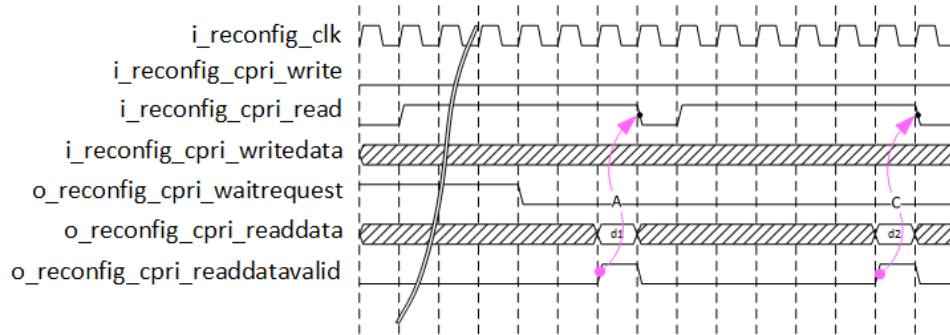 i_reconfig_clk
i_reconfig_cpri_write
i_reconfig_cpri_read
i_reconfig_cpri_writedata
o_reconfig_cpri_waitrequest
A C
o_reconfig_cpri_readdata d1 d2
o_reconfig_cpri_readdatavalid